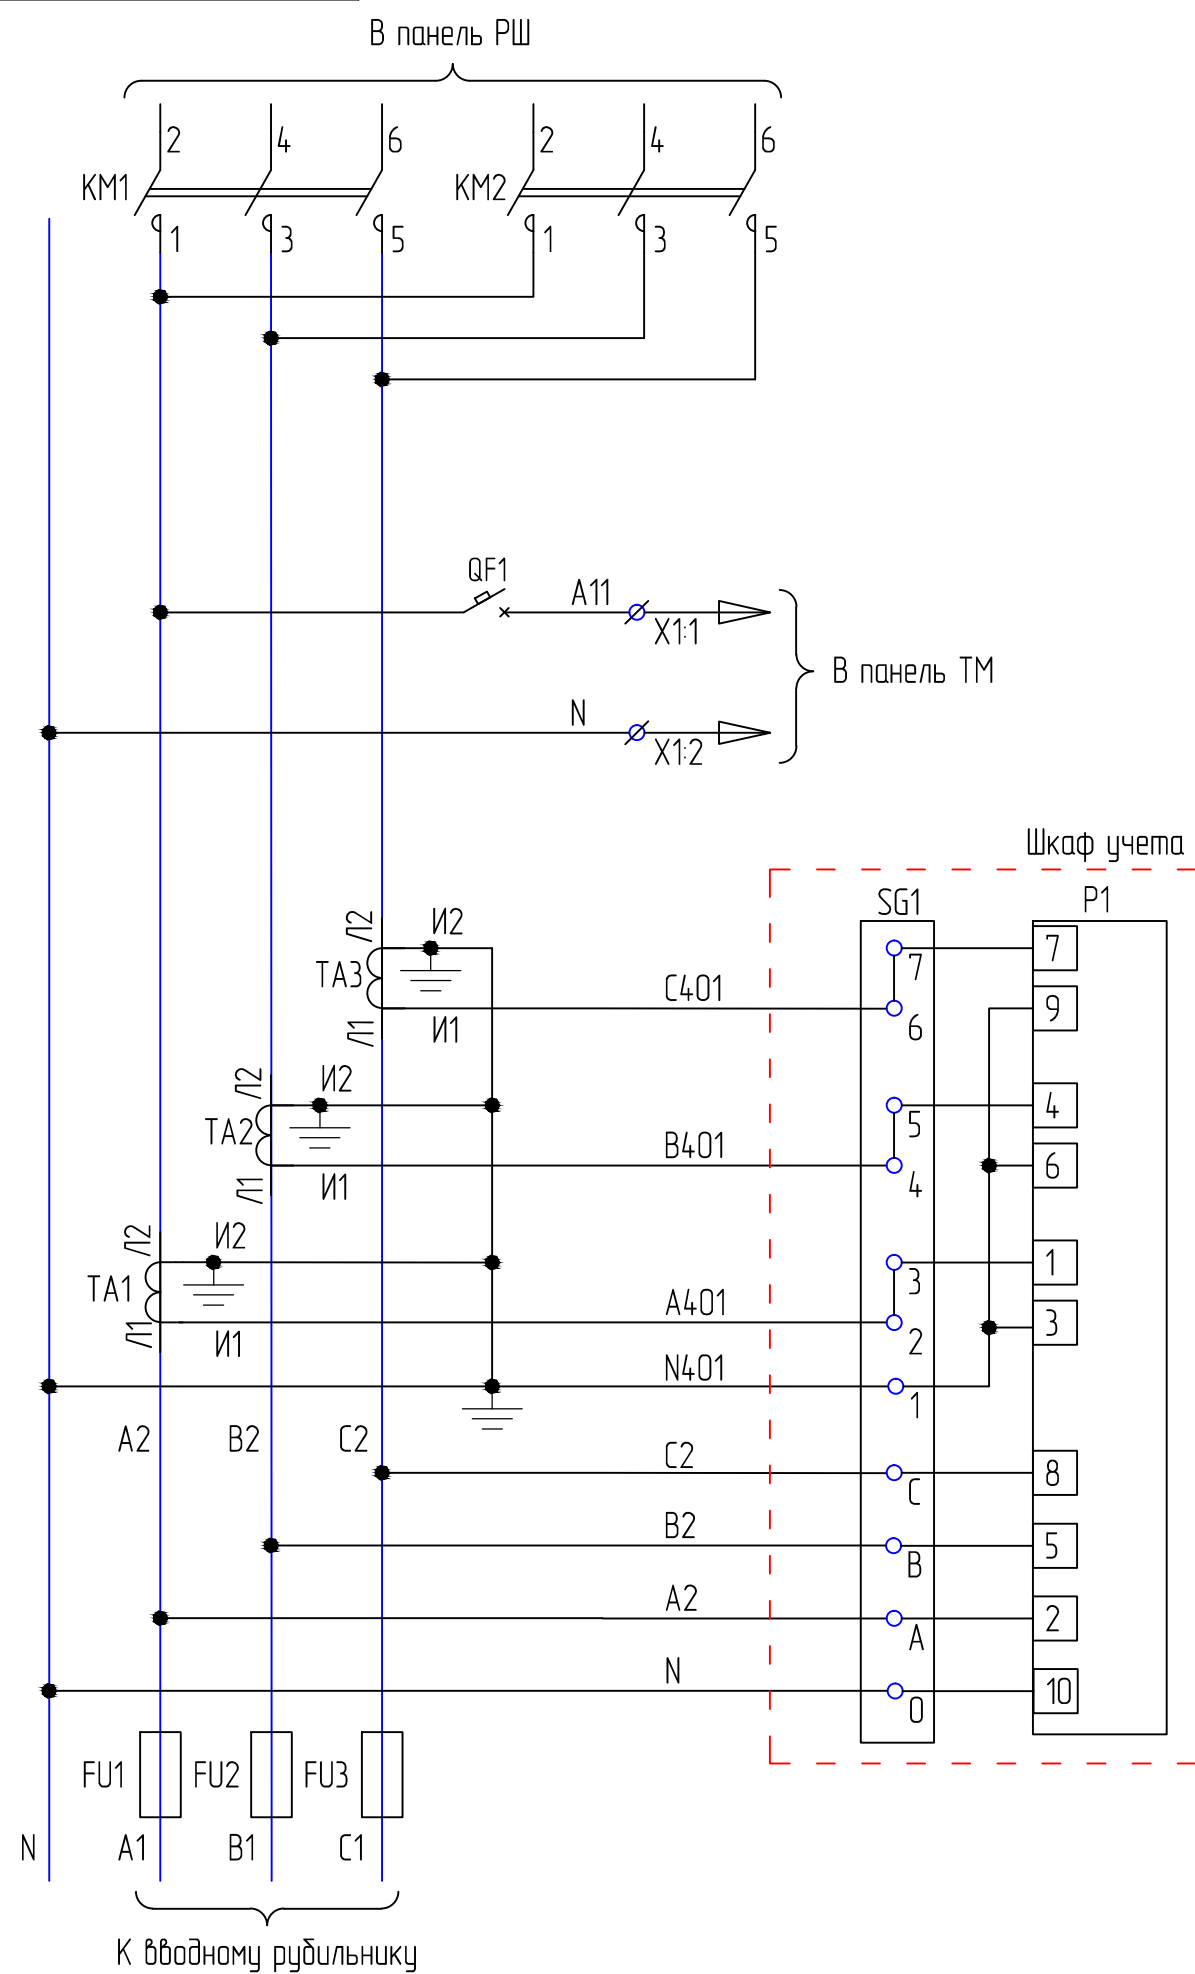 В панель РШ
2 4 6 2 4 6
КМ1 КМ2
1 3 5 1 3 5
QF1
А11
Х1:1
В панель ТМ
N
Х1:2
Шкаф учета
SG1 Р1
Л2 И2
7 7
ТА3
С401
9
Л1 И1
6
Л2 И2
4
5
ТА2
В401
6
Л1 И1
4
Л2 И2
1
3
ТА1
А401
3
Л1 И1
2
N401
1
А2 В2 С2
С2
8
С
В2
5
В
А2
2
А
N
10
0
FU1 FU2 FU3
N А1 В1 С1
К вводному рубильнику